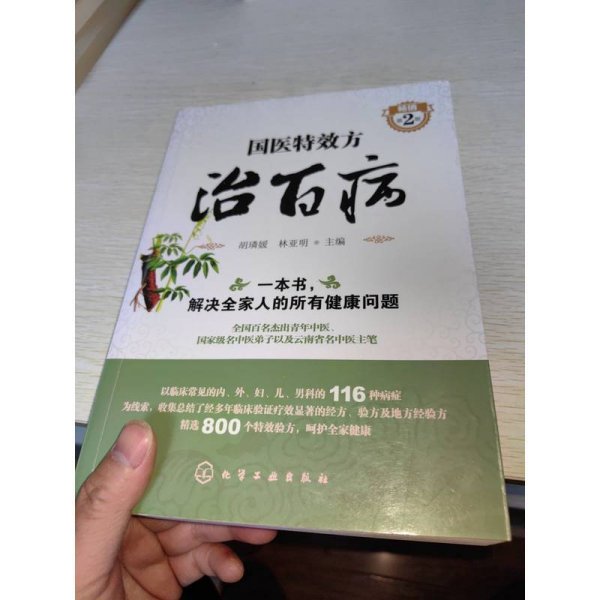 畅销
第2版
国医特效方
治百病
胡璘媛 林亚明 主编
一本书，
解决全家人的所有健康问题
全国百名杰出青年中医、
国家级名中医弟子以及云南省名中医主笔
以临床常见的内、外、妇、儿、男科的116种病症
为线索，收集总结了经多年临床验证疗效显著的经方、验方及地方经验方
精选800个特效验方，呵护全家健康
化学工业出版社